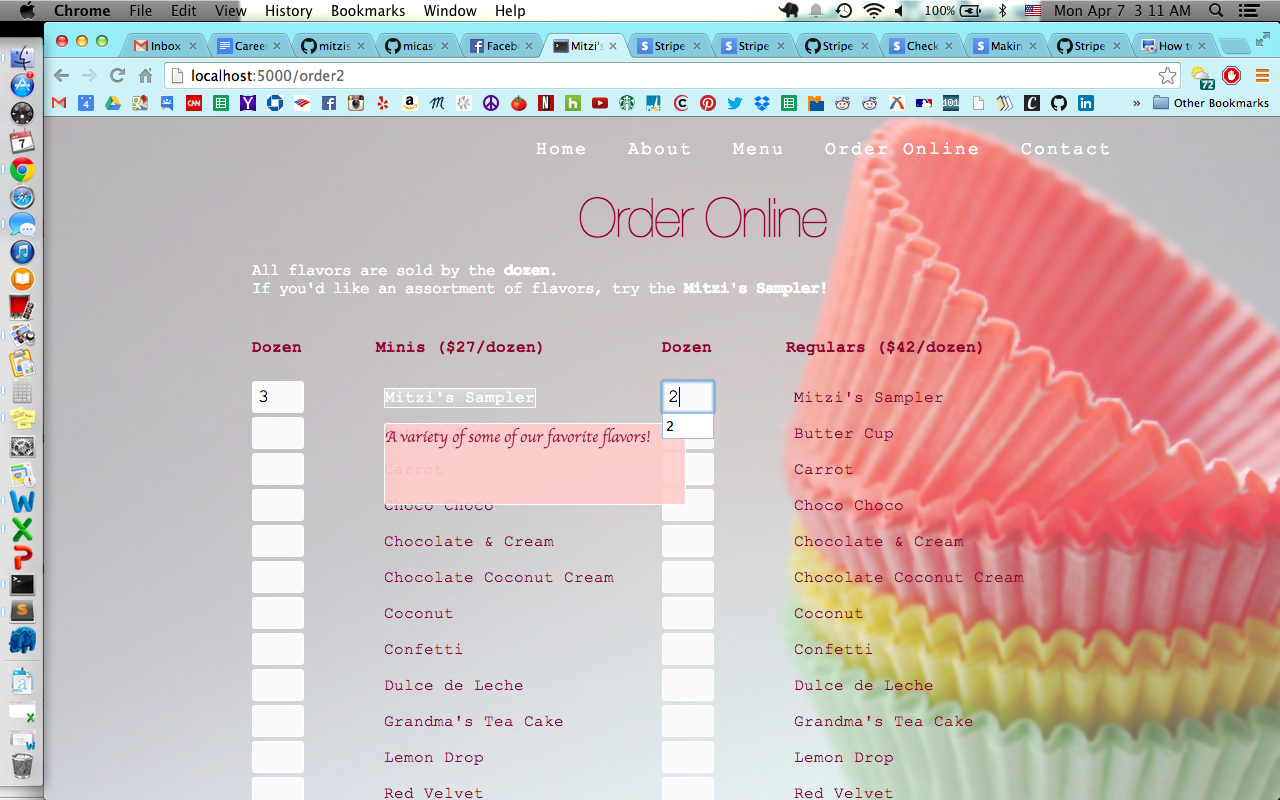 Chrome File Edit View History Bookmarks Window Help 100% Mon Apr 7 3 11 AM
Inbox Caree mitzis micas Faceb Mitzi's Stripe Stripe Stripe Check Makin Stripe How t
localhost:5000/order2 72
Other Bookmarks
Home About Menu Order Online Contact
Order Online
All flavors are sold by the dozen.
If you'd like an assortment of flavors, try the Mitzi's Sampler!
Dozen Minis ($27/dozen) Dozen Regulars ($42/dozen)
3 Mitzi's Sampler 2 Mitzi's Sampler
2
A variety of some of our favorite flavors! Butter Cup
Carrot Carrot
Choco Choco Choco Choco
Chocolate & Cream Chocolate & Cream
Chocolate Coconut Cream Chocolate Coconut Cream
Coconut Coconut
Confetti Confetti
Dulce de Leche Dulce de Leche
Grandma's Tea Cake Grandma's Tea Cake
Lemon Drop Lemon Drop
Red Velvet Red Velvet